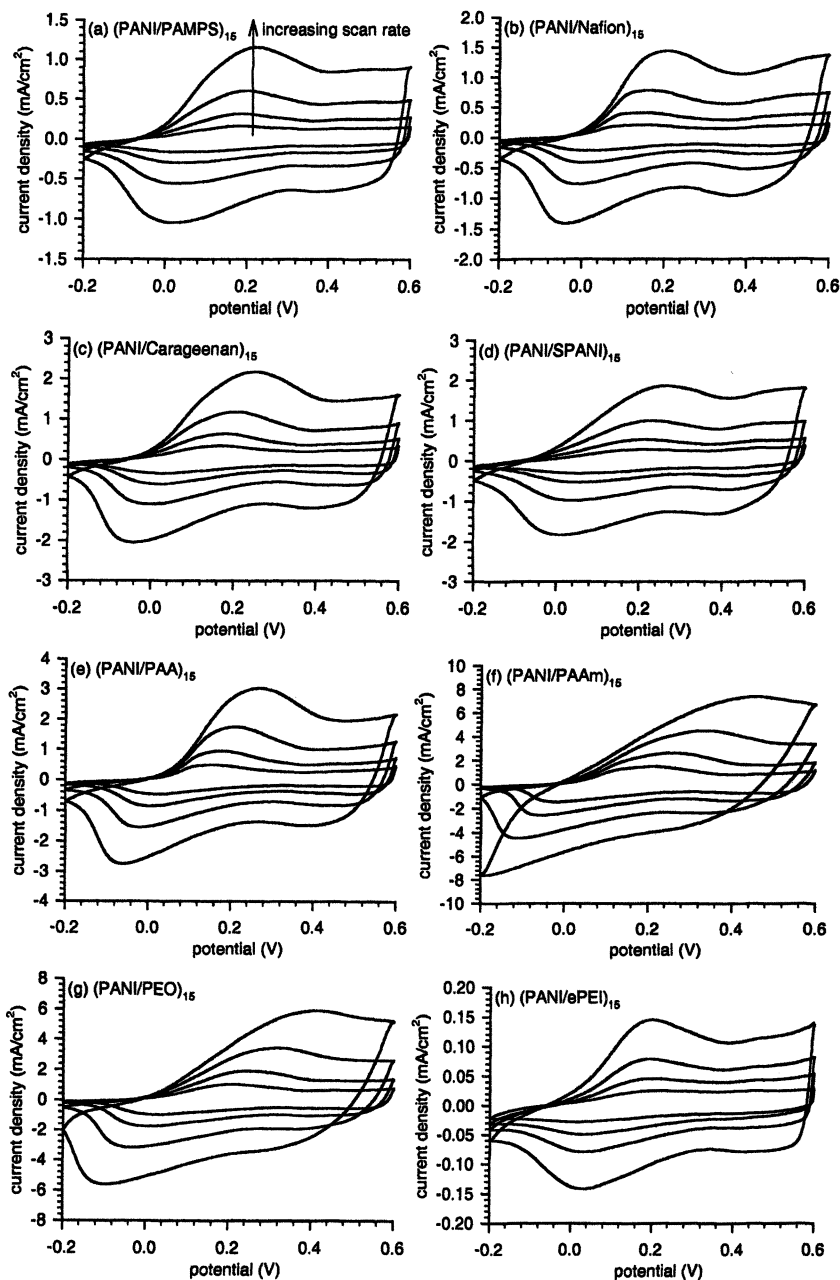 (a) (PANI/PAMPS)15
increasing scan rate
1.5
1.0
0.5
0.0
-0.5
-1.0
-1.5
current density (mA/cm²)
-0.2 0.0 0.2 0.4 0.6
potential (V)
(b) (PANI/Nafion)15
2.0
1.5
1.0
0.5
0.0
-0.5
-1.0
-1.5
-2.0
current density (mA/cm²)
-0.2 0.0 0.2 0.4 0.6
potential (V)
(c) (PANI/Carageenan)15
3
2
1
0
-1
-2
-3
current density (mA/cm²)
-0.2 0.0 0.2 0.4 0.6
potential (V)
(d) (PANI/SPANI)15
3
2
1
0
-1
-2
-3
current density (mA/cm²)
-0.2 0.0 0.2 0.4 0.6
potential (V)
(e) (PANI/PAA)15
4
3
2
1
0
-1
-2
-3
-4
current density (mA/cm²)
-0.2 0.0 0.2 0.4 0.6
potential (V)
(f) (PANI/PAAm)15
10
8
6
4
2
0
-2
-4
-6
-8
-10
current density (mA/cm²)
-0.2 0.0 0.2 0.4 0.6
potential (V)
(g) (PANI/PEO)15
8
6
4
2
0
-2
-4
-6
-8
current density (mA/cm²)
-0.2 0.0 0.2 0.4 0.6
potential (V)
(h) (PANI/ePEI)15
0.20
0.15
0.10
0.05
0.00
-0.05
-0.10
-0.15
-0.20
current density (mA/cm²)
-0.2 0.0 0.2 0.4 0.6
potential (V)